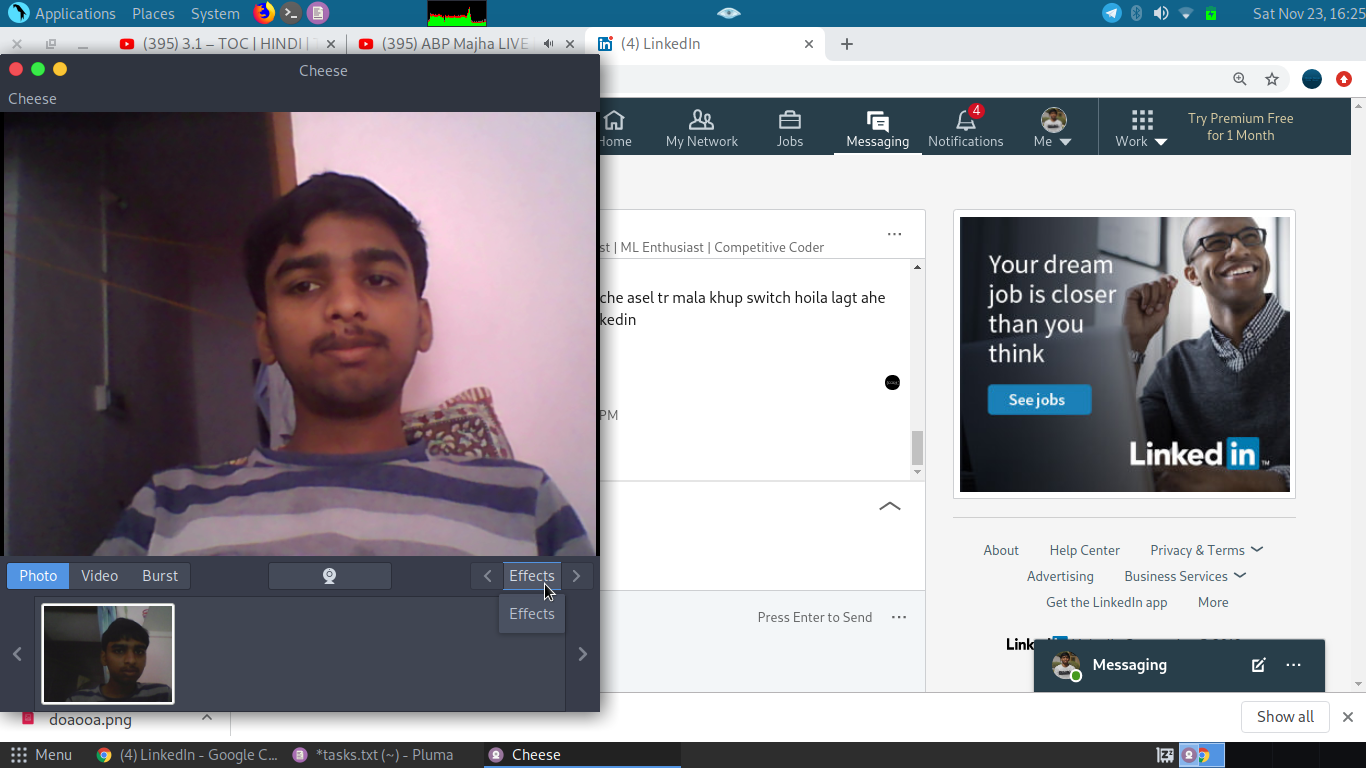 Applications Places System Sat Nov 23, 16:25
(395) 3.1 – TOC | HINDI | (395) ABP Majha LIVE (4) LinkedIn
Cheese
Cheese
Home My Network Jobs Messaging 4 Notifications Me Work
Try Premium Free
for 1 Month
st | ML Enthusiast | Competitive Coder
che asel tr mala khup switch hoila lagt ahe
kedin
PM
Your dream
job is closer
than you
think
See jobs
Linked in ™
Photo Video Burst Effects
Effects
Press Enter to Send
About Help Center Privacy & Terms
Advertising Business Services
Get the LinkedIn app More
Link
Messaging
doaooa.png
Show all
Menu (4) LinkedIn - Google C... *tasks.txt (~) - Pluma Cheese